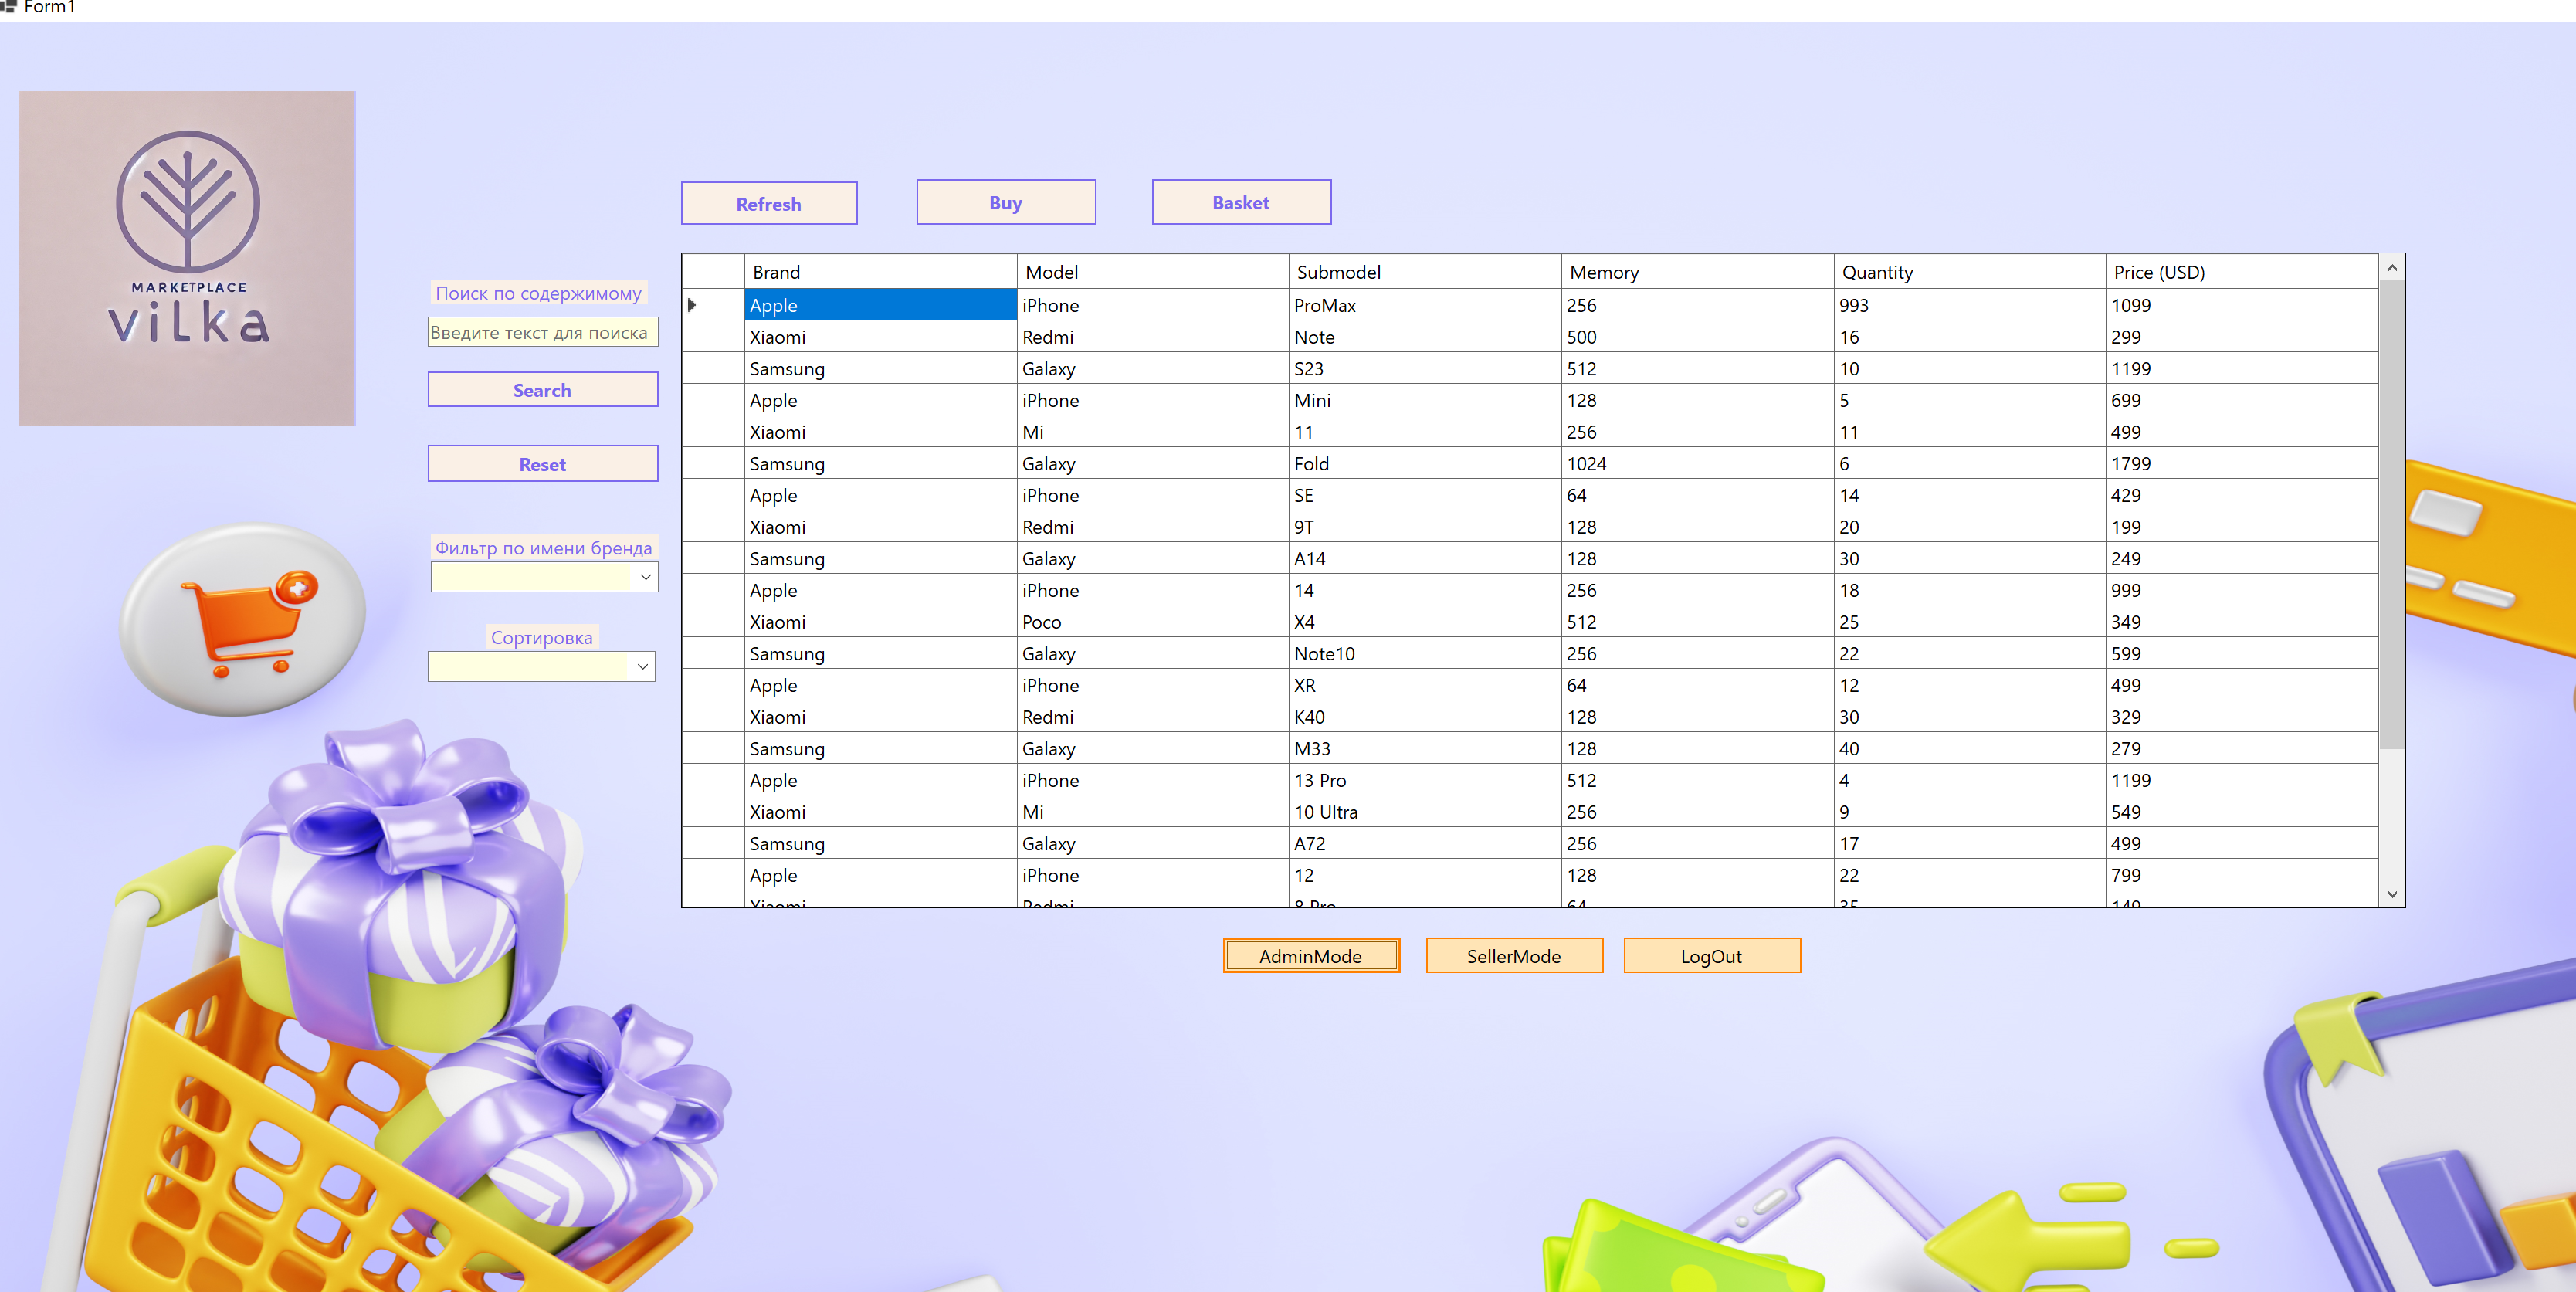 Form1
MARKETPLACE
vilka
Refresh Buy Basket
Поиск по содержимому
Введите текст для поиска
Search
Reset
Фильтр по имени бренда
Сортировка
Brand Model Submodel Memory Quantity Price (USD)
Apple iPhone ProMax 256 993 1099
Xiaomi Redmi Note 500 16 299
Samsung Galaxy S23 512 10 1199
Apple iPhone Mini 128 5 699
Xiaomi Mi 11 256 11 499
Samsung Galaxy Fold 1024 6 1799
Apple iPhone SE 64 14 429
Xiaomi Redmi 9T 128 20 199
Samsung Galaxy A14 128 30 249
Apple iPhone 14 256 18 999
Xiaomi Poco X4 512 25 349
Samsung Galaxy Note10 256 22 599
Apple iPhone XR 64 12 499
Xiaomi Redmi K40 128 30 329
Samsung Galaxy M33 128 40 279
Apple iPhone 13 Pro 512 4 1199
Xiaomi Mi 10 Ultra 256 9 549
Samsung Galaxy A72 256 17 499
Apple iPhone 12 128 22 799
Xiaomi Redmi 8 Pro 64 35 149
AdminMode SellerMode LogOut